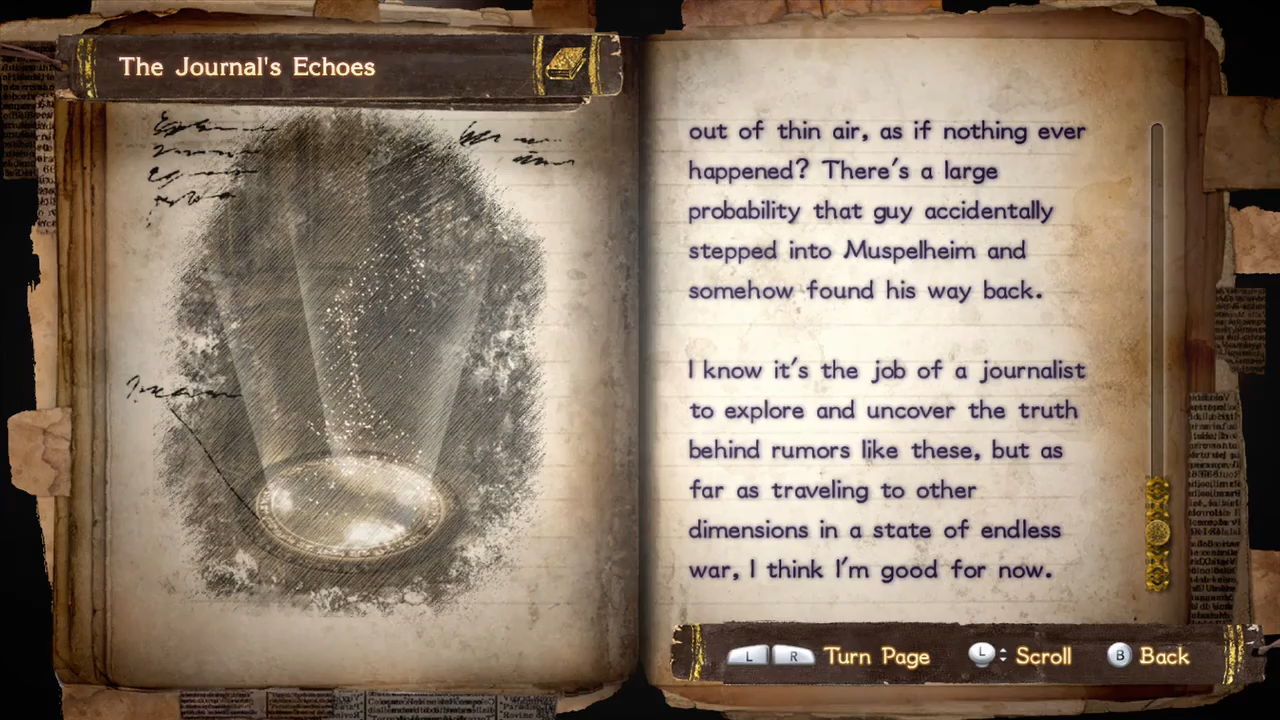 The Journal's Echoes
out of thin air, as if nothing ever
happened? There's a large
probability that guy accidentally
stepped into Muspelheim and
somehow found his way back.
I know it's the job of a journalist
to explore and uncover the truth
behind rumors like these, but as
far as traveling to other
dimensions in a state of endless
war, I think I'm good for now.
L R Turn Page L Scroll B Back